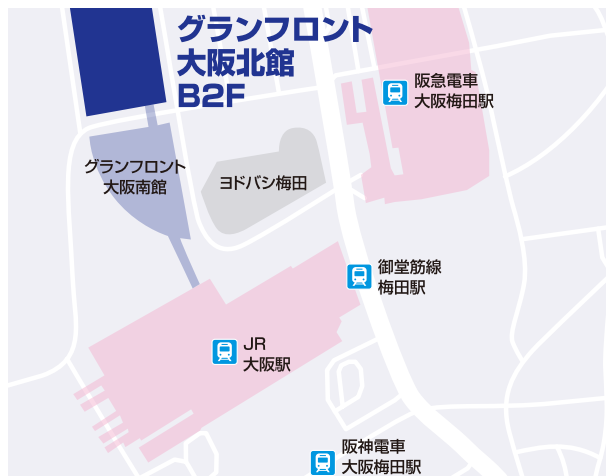 グランフロント
大阪北館
B2F
阪急電車
大阪梅田駅
グランフロント
大阪南館
ヨドバシ梅田
御堂筋線
梅田駅
JR
大阪駅
阪神電車
大阪梅田駅